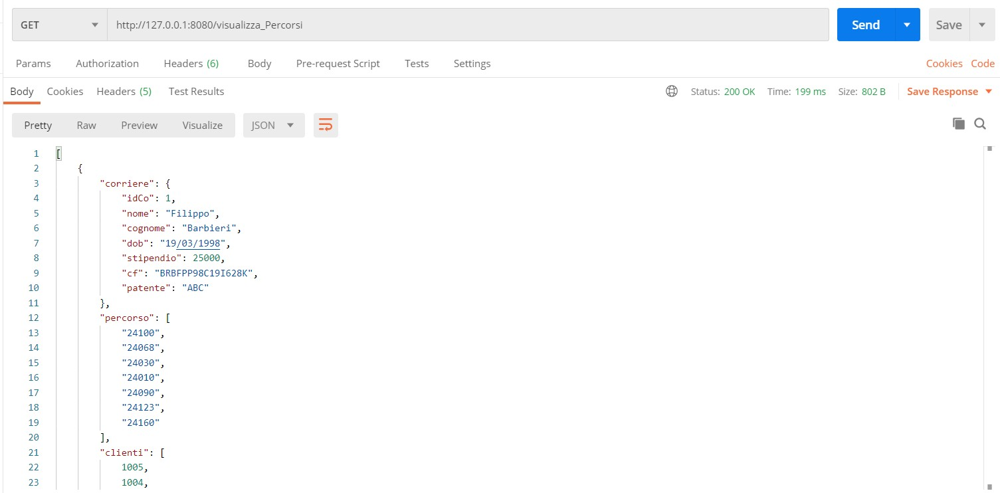 GET http://127.0.0.1:8080/visualizza_Percorsi Send Save
Params Authorization Headers (6) Body Pre-request Script Tests Settings Cookies Code
Body Cookies Headers (5) Test Results Status: 200 OK Time: 199 ms Size: 802 B Save Response
Pretty Raw Preview Visualize JSON
1 [
2 {
3 "corriere": {
4 "idCo": 1,
5 "nome": "Filippo",
6 "cognome": "Barbieri",
7 "dob": "19/03/1998",
8 "stipendio": 25000,
9 "cf": "BRBFPP98C19I628K",
10 "patente": "ABC"
11 },
12 "percorso": [
13 "24100",
14 "24068",
15 "24030",
16 "24010",
17 "24090",
18 "24123",
19 "24160"
20 ],
21 "clienti": [
22 1005,
23 1004,